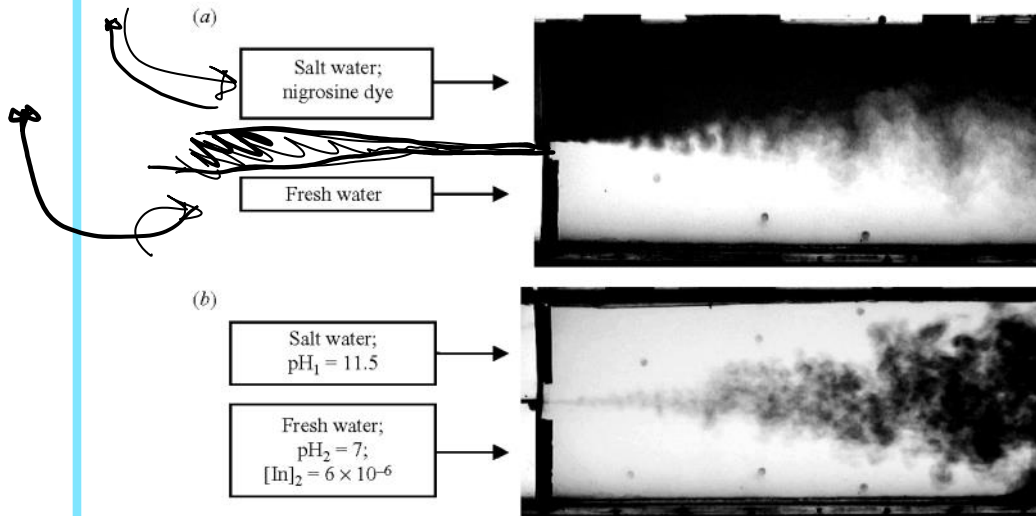 (a)
Salt water;
nigrosine dye
Fresh water
(b)
Salt water;
pH₁ = 11.5
Fresh water;
pH₂ = 7;
[In]₂ = 6 × 10⁻⁶